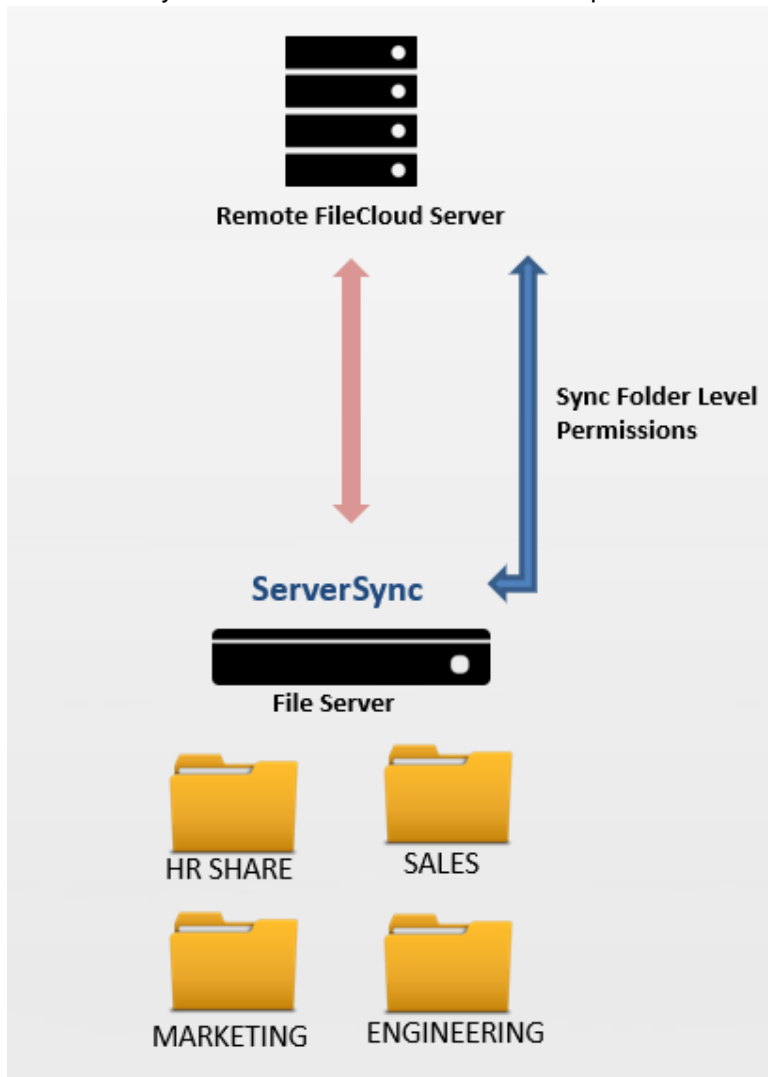 Remote FileCloud Server
Sync Folder Level
Permissions
ServerSync
File Server
HR SHARE
SALES
MARKETING
ENGINEERING